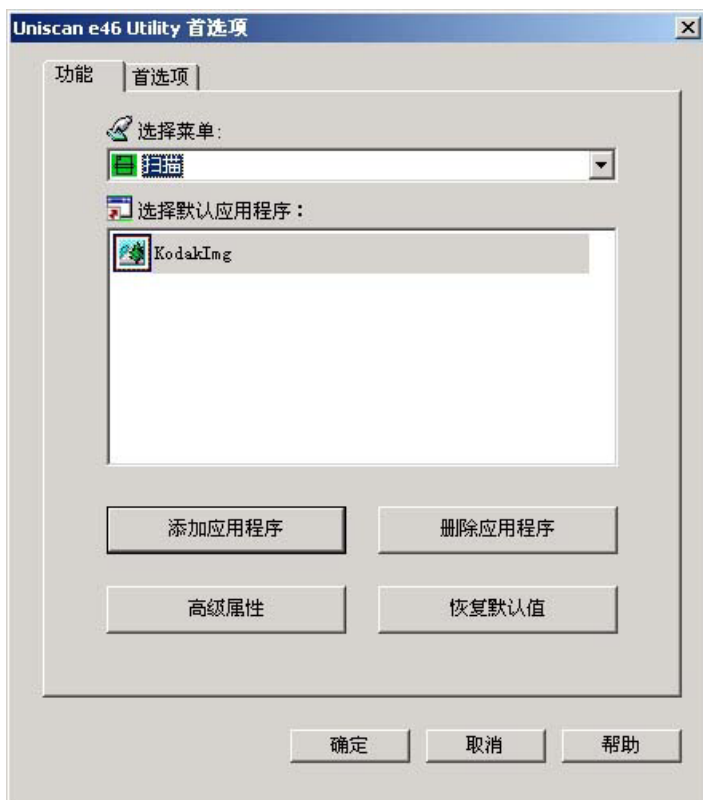 Uniscan e46 Utility 首选项
功能 首选项
选择菜单:
扫描
选择默认应用程序：
KodakImg
添加应用程序 删除应用程序
高级属性 恢复默认值
确定 取消 帮助